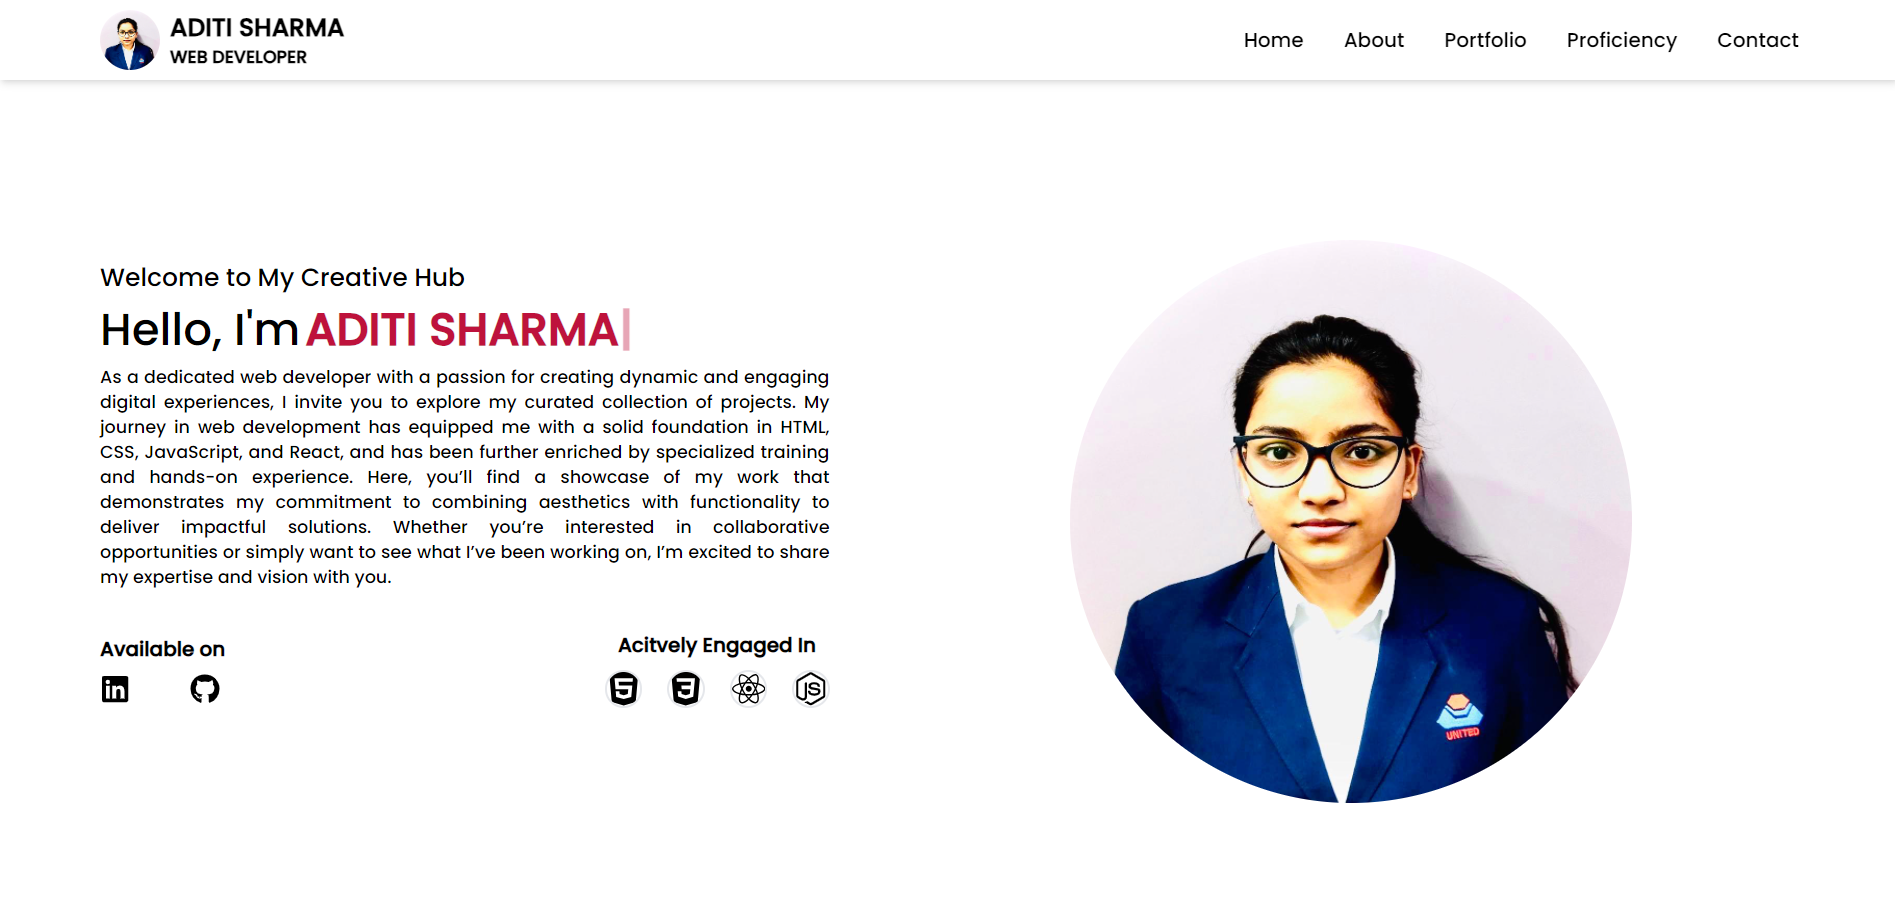 ADITI SHARMA
WEB DEVELOPER
Home About Portfolio Proficiency Contact
Welcome to My Creative Hub
Hello, I'm ADITI SHARMA
As a dedicated web developer with a passion for creating dynamic and engaging
digital experiences, I invite you to explore my curated collection of projects. My
journey in web development has equipped me with a solid foundation in HTML,
CSS, JavaScript, and React, and has been further enriched by specialized training
and hands-on experience. Here, you’ll find a showcase of my work that
demonstrates my commitment to combining aesthetics with functionality to
deliver impactful solutions. Whether you’re interested in collaborative
opportunities or simply want to see what I’ve been working on, I’m excited to share
my expertise and vision with you.
Available on
in
Acitvely Engaged In
5 3 JS
UNITED